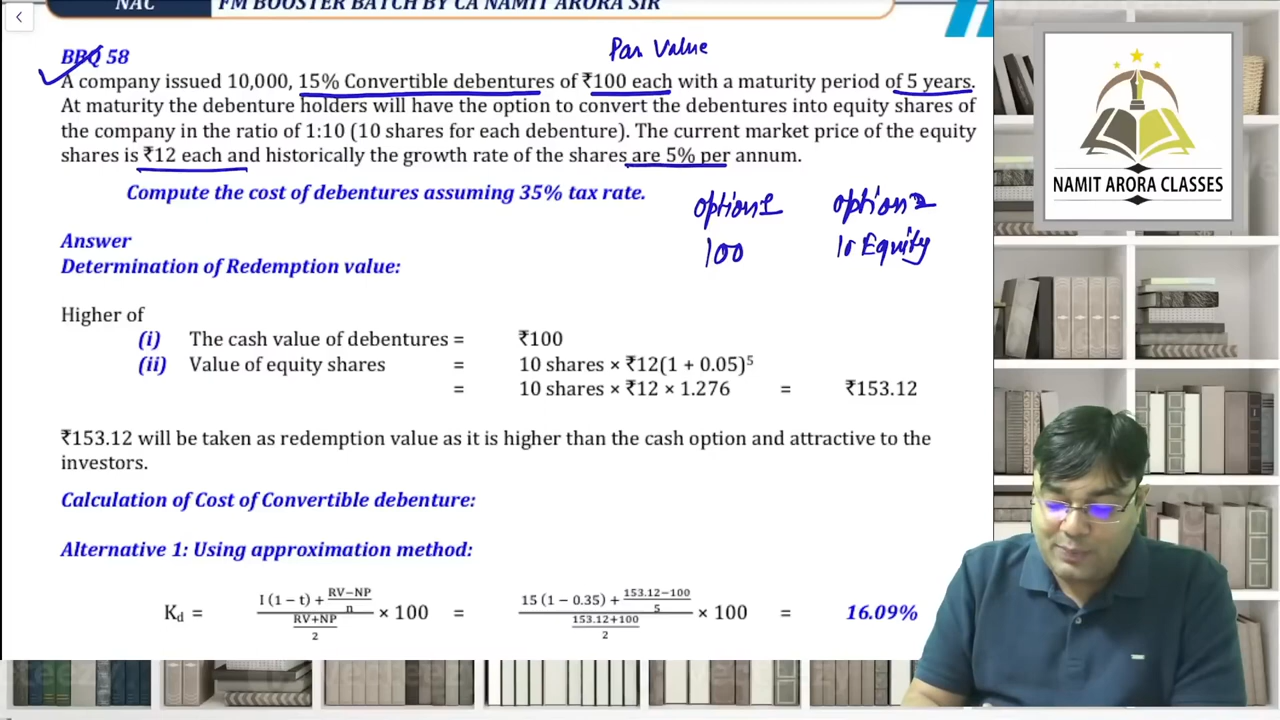 NAC FM BOOSTER BATCH BY CA NAMIT ARORA SIR
BBQ 58
Par Value
A company issued 10,000, 15% Convertible debentures of ₹100 each with a maturity period of 5 years.
At maturity the debenture holders will have the option to convert the debentures into equity shares of
the company in the ratio of 1:10 (10 shares for each debenture). The current market price of the equity
shares is ₹12 each and historically the growth rate of the shares are 5% per annum.
Compute the cost of debentures assuming 35% tax rate.
option 1 option 2
100 10 Equity
NAMIT ARORA CLASSES
Answer
Determination of Redemption value:
Higher of
(i) The cash value of debentures = ₹100
(ii) Value of equity shares = 10 shares × ₹12(1 + 0.05)⁵
= 10 shares × ₹12 × 1.276 = ₹153.12
₹153.12 will be taken as redemption value as it is higher than the cash option and attractive to the
investors.
Calculation of Cost of Convertible debenture:
Alternative 1: Using approximation method:
K_d = (I (1 − t) + (RV−NP)/n) / ((RV+NP)/2) × 100 = (15 (1 − 0.35) + (153.12−100)/5) / ((153.12+100)/2) × 100 = 16.09%